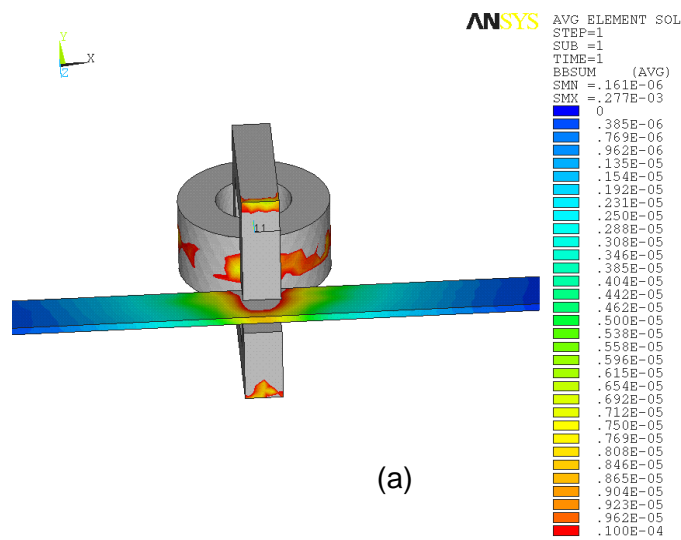 ANSYS
AVG ELEMENT SOL
STEP=1
SUB =1
TIME=1
BBSUM (AVG)
SMN =.161E-06
SMX =.277E-03
0
.385E-06
.769E-06
.962E-06
.135E-05
.154E-05
.192E-05
.231E-05
.250E-05
.288E-05
.308E-05
.346E-05
.385E-05
.404E-05
.442E-05
.462E-05
.500E-05
.538E-05
.558E-05
.596E-05
.615E-05
.654E-05
.692E-05
.712E-05
.750E-05
.769E-05
.808E-05
.846E-05
.865E-05
.904E-05
.923E-05
.962E-05
.100E-04
Y
X
Z
11
(a)